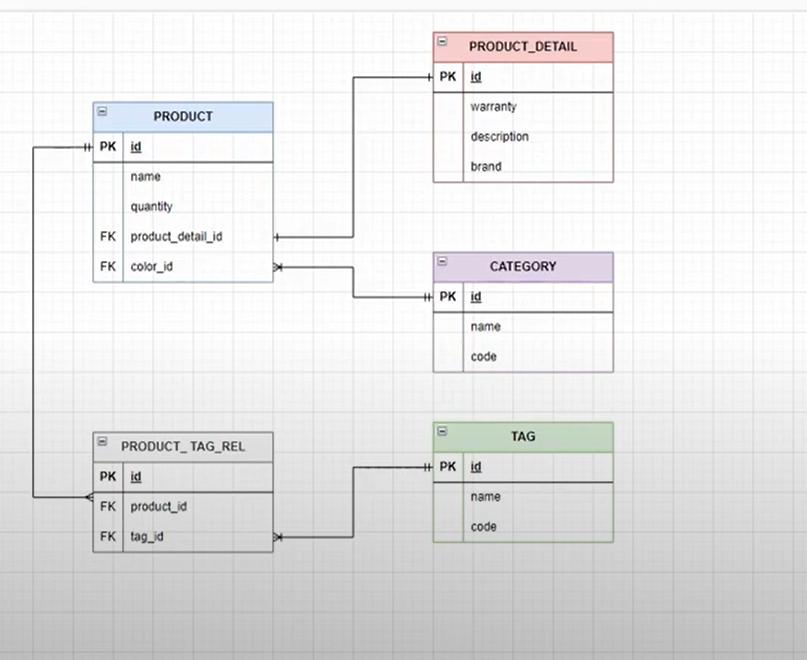 PRODUCT_DETAIL
PK id
warranty
description
brand
PRODUCT
PK id
name
quantity
FK product_detail_id
FK color_id
CATEGORY
PK id
name
code
PRODUCT_ TAG_REL
PK id
FK product_id
FK tag_id
TAG
PK id
name
code